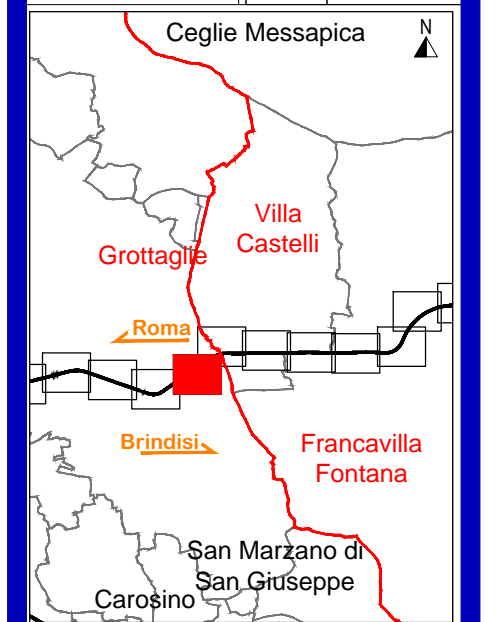 Ceglie Messapica
N
Villa
Castelli
Grottaglie
Roma
Brindisi
Francavilla
Fontana
San Marzano di
San Giuseppe
Carosino